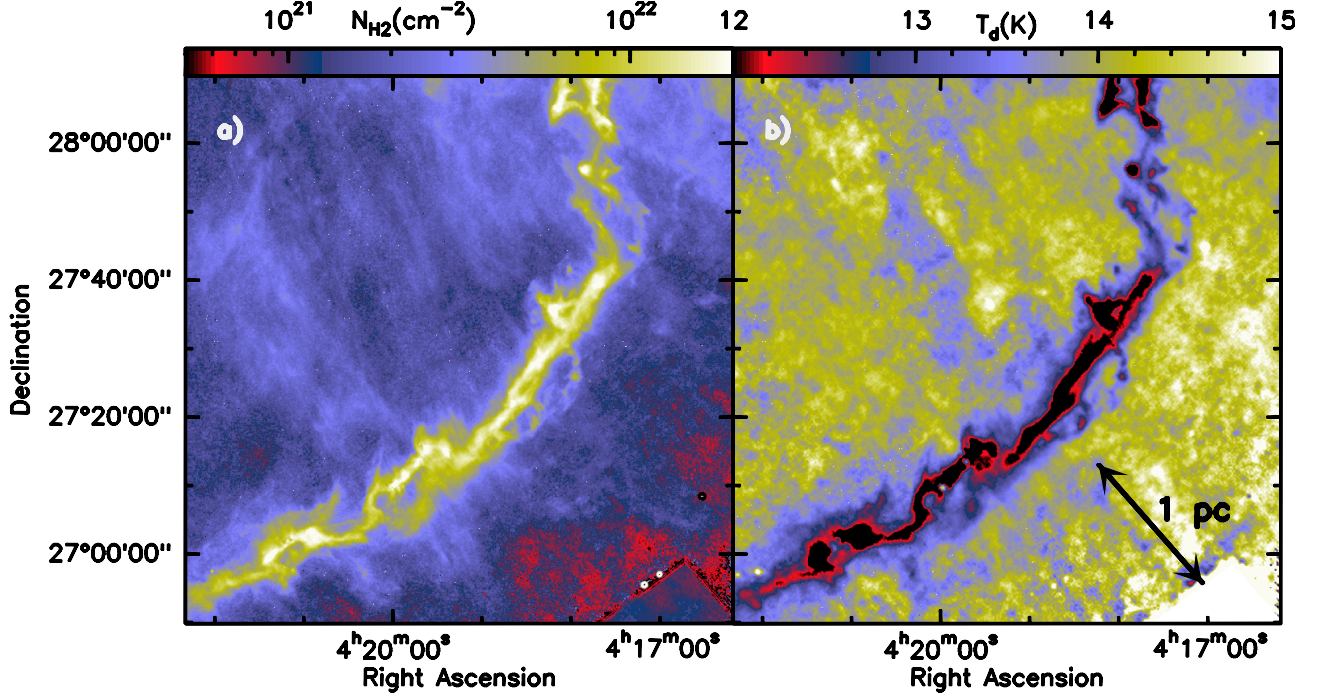 10²¹ N_H2(cm⁻²) 10²² 12 13 T_d(K) 14 15
a) b)
28°00'00"
27°40'00"
27°20'00"
27°00'00"
Declination
1 pc
4ʰ20ᵐ00ˢ 4ʰ17ᵐ00ˢ 4ʰ20ᵐ00ˢ 4ʰ17ᵐ00ˢ
Right Ascension Right Ascension